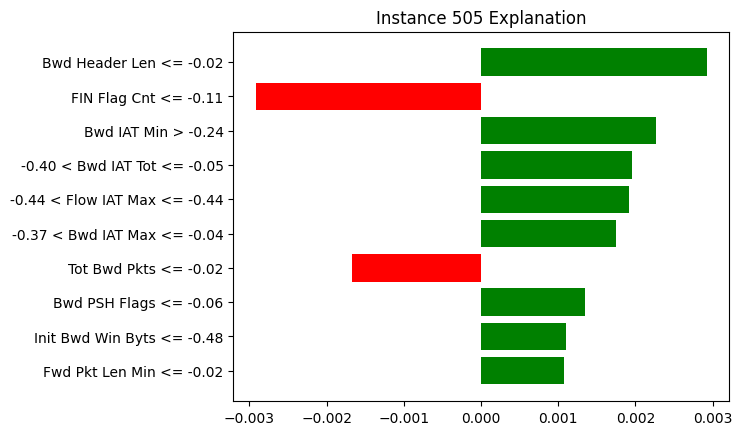 Instance 505 Explanation
Bwd Header Len <= -0.02
FIN Flag Cnt <= -0.11
Bwd IAT Min > -0.24
-0.40 < Bwd IAT Tot <= -0.05
-0.44 < Flow IAT Max <= -0.44
-0.37 < Bwd IAT Max <= -0.04
Tot Bwd Pkts <= -0.02
Bwd PSH Flags <= -0.06
Init Bwd Win Byts <= -0.48
Fwd Pkt Len Min <= -0.02
−0.003 −0.002 −0.001 0.000 0.001 0.002 0.003